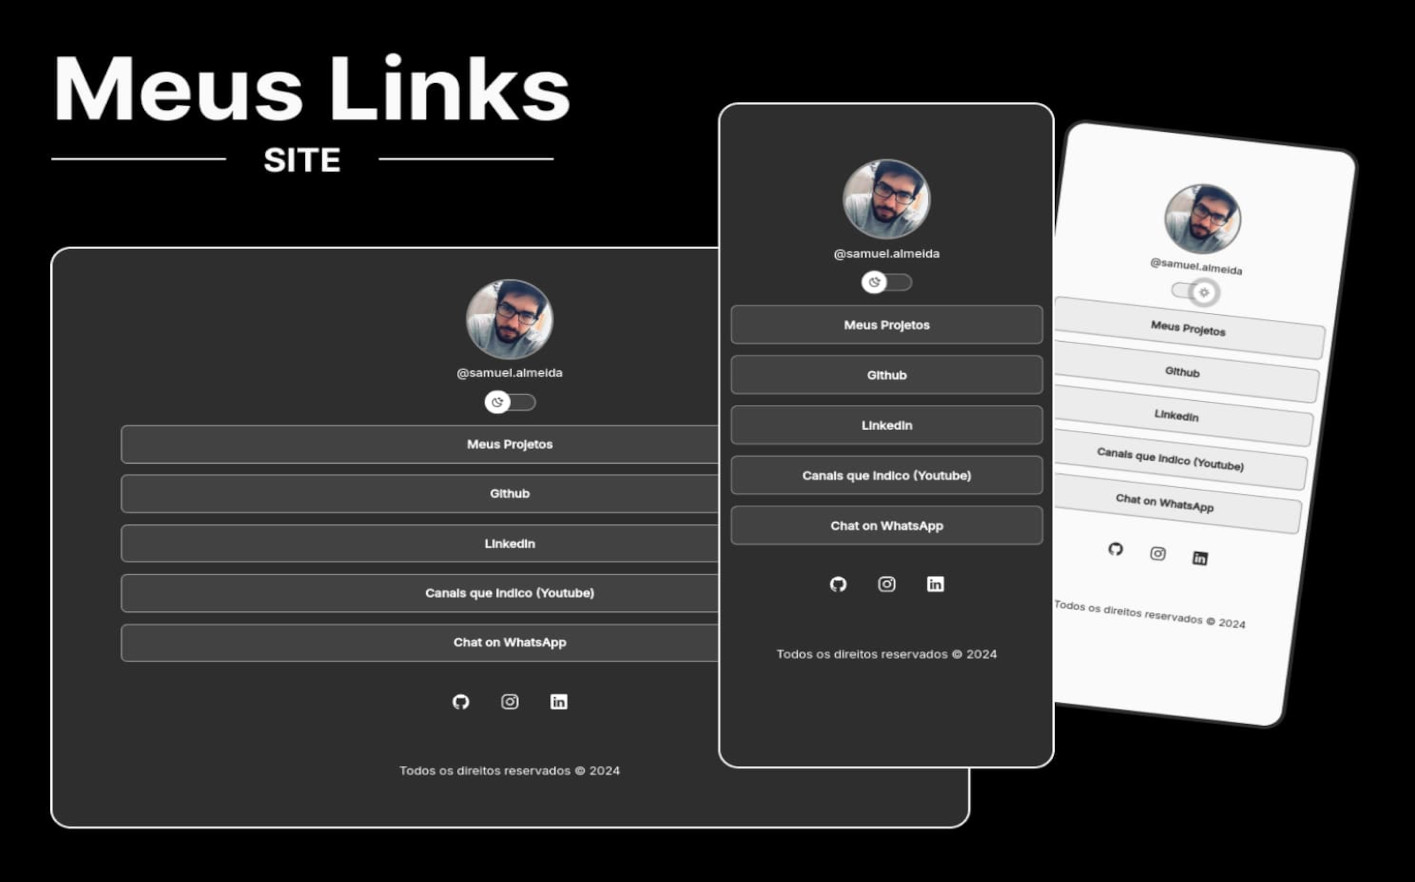 Meus Links
SITE
@samuel.almeida
Meus Projetos
Github
LinkedIn
Canais que Indico (Youtube)
Chat on WhatsApp
Todos os direitos reservados © 2024
@samuel.almeida
Meus Projetos
Github
LinkedIn
Canais que Indico (Youtube)
Chat on WhatsApp
Todos os direitos reservados © 2024
@samuel.almeida
Meus Projetos
Github
LinkedIn
Canais que Indico (Youtube)
Chat on WhatsApp
Todos os direitos reservados © 2024